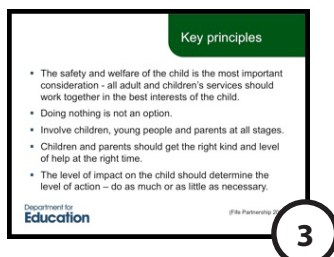 Key principles
▪ The safety and welfare of the child is the most important
consideration - all adult and children's services should
work together in the best interests of the child.
▪ Doing nothing is not an option.
▪ Involve children, young people and parents at all stages.
▪ Children and parents should get the right kind and level
of help at the right time.
▪ The level of impact on the child should determine the
level of action – do as much or as little as necessary.
Department for
Education
(Fife Partnership
3